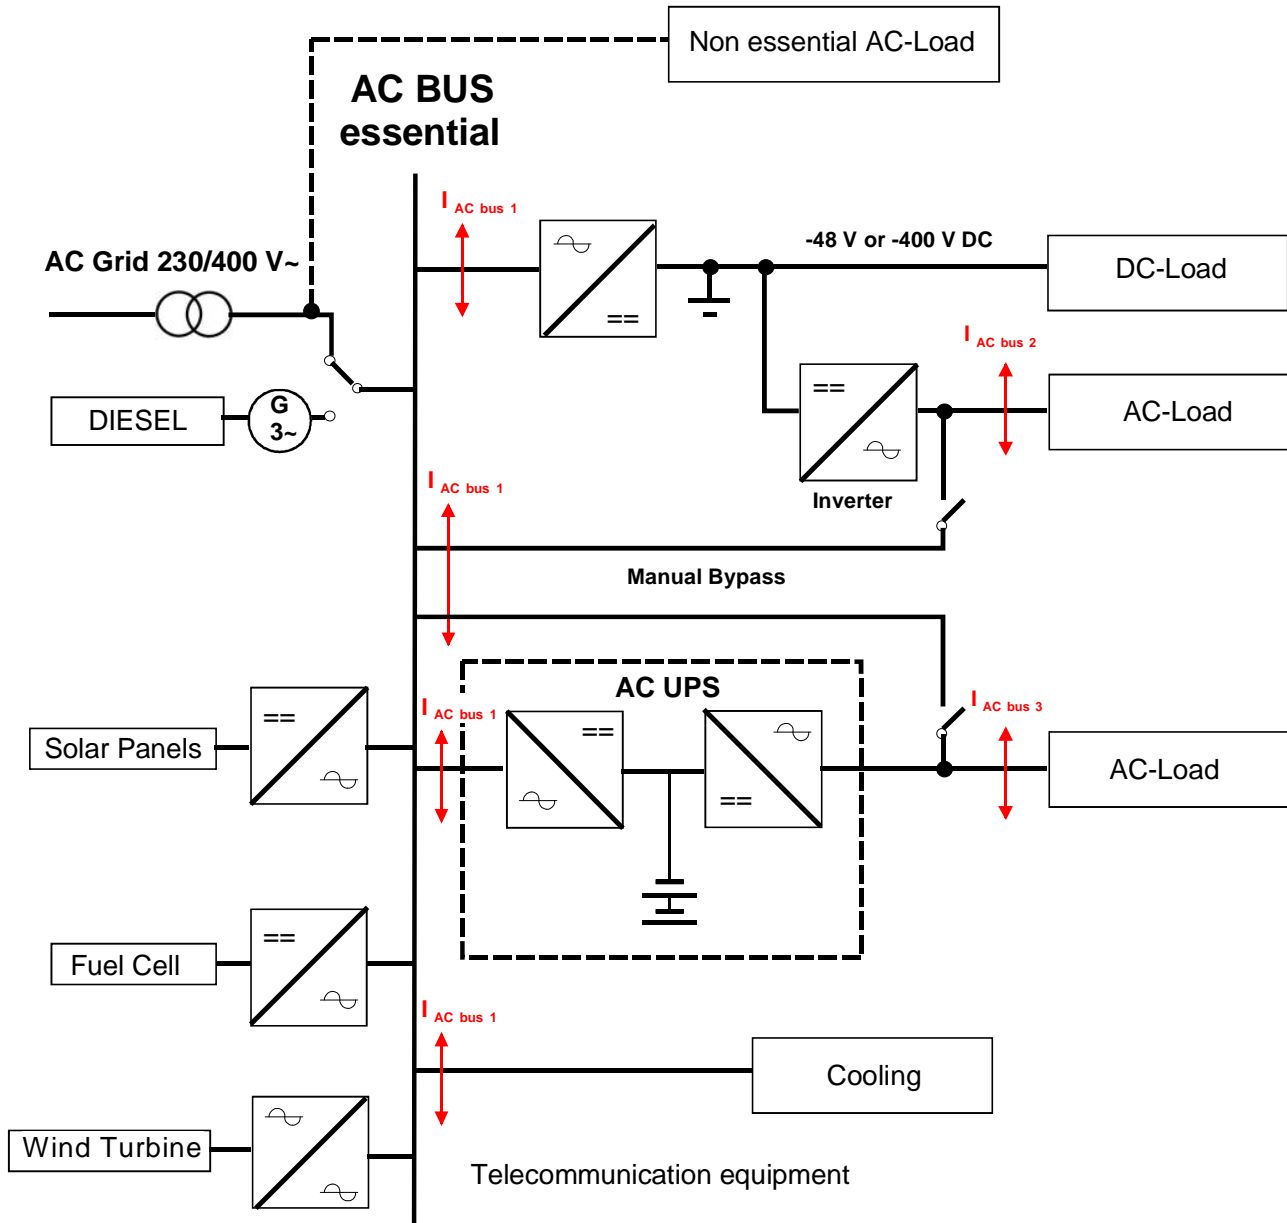 Non essential AC-Load
AC BUS
essential
I AC bus 1
-48 V or -400 V DC
AC Grid 230/400 V~
DC-Load
==
I AC bus 2
==
DIESEL
G
3~
AC-Load
I AC bus 1
Inverter
Manual Bypass
AC UPS
I AC bus 1
I AC bus 3
==
==
Solar Panels
AC-Load
==
==
Fuel Cell
I AC bus 1
Cooling
Wind Turbine
Telecommunication equipment